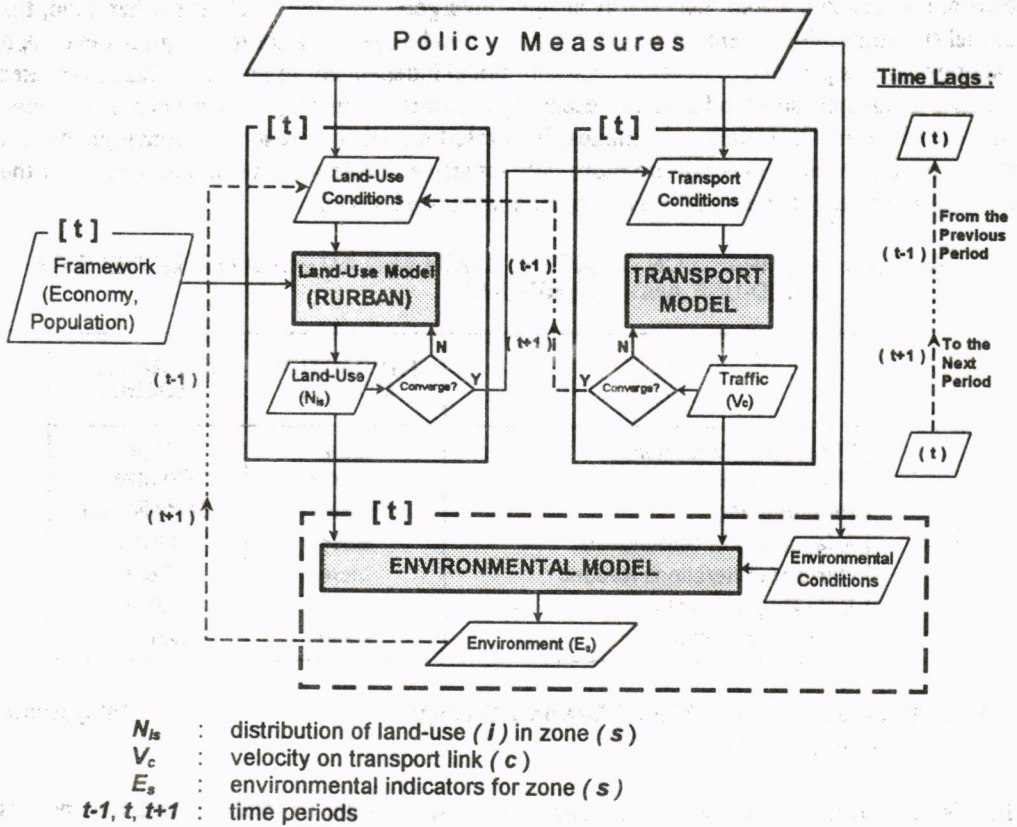 Policy Measures
Time Lags :
[ t ]
[ t ]
( t )
Land-Use
Conditions
Transport
Conditions
From the
Previous
Period
( t-1 )
[ t ]
Framework
(Economy,
Population)
Land-Use Model
(RURBAN)
TRANSPORT
MODEL
( t-1 )
( t+1 )
To the
Next
Period
( t+1 )
N
N
( t-1 )
Land-Use
(Nis)
Converge?
Y
Y
Converge?
Traffic
(Vc)
( t )
( t+1 )
[ t ]
ENVIRONMENTAL MODEL
Environmental
Conditions
Environment (Es)
Nis : distribution of land-use ( i ) in zone ( s )
Vc : velocity on transport link ( c )
Es : environmental indicators for zone ( s )
t-1, t, t+1 : time periods